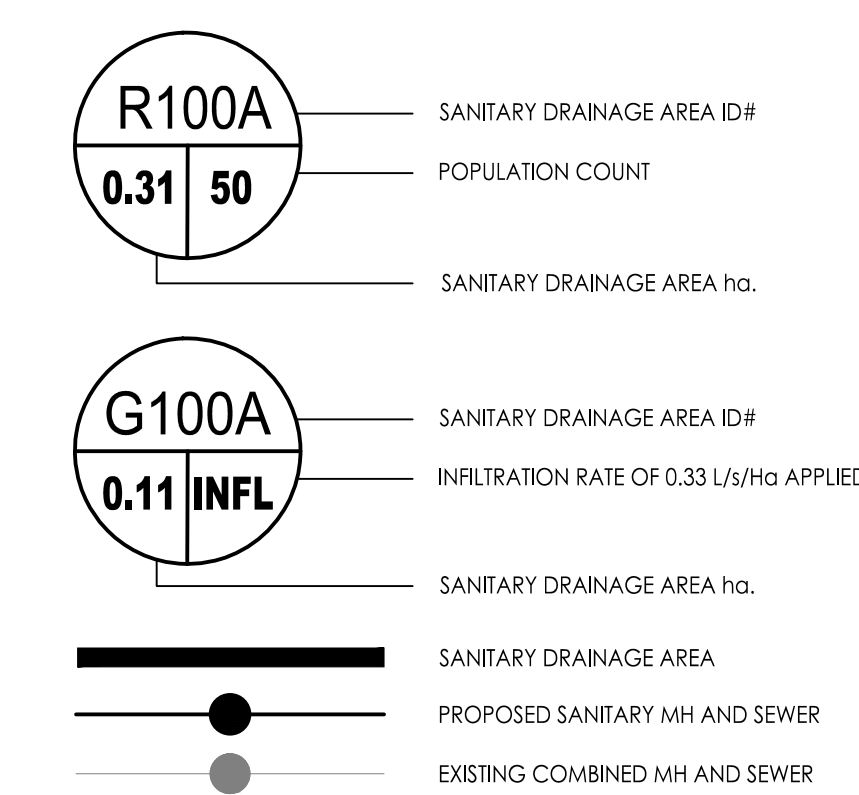 R100A
0.31 50
SANITARY DRAINAGE AREA ID#
POPULATION COUNT
SANITARY DRAINAGE AREA ha.
G100A
0.11 INFL
SANITARY DRAINAGE AREA ID#
INFILTRATION RATE OF 0.33 L/s/Ha APPLIED
SANITARY DRAINAGE AREA ha.
SANITARY DRAINAGE AREA
PROPOSED SANITARY MH AND SEWER
EXISTING COMBINED MH AND SEWER